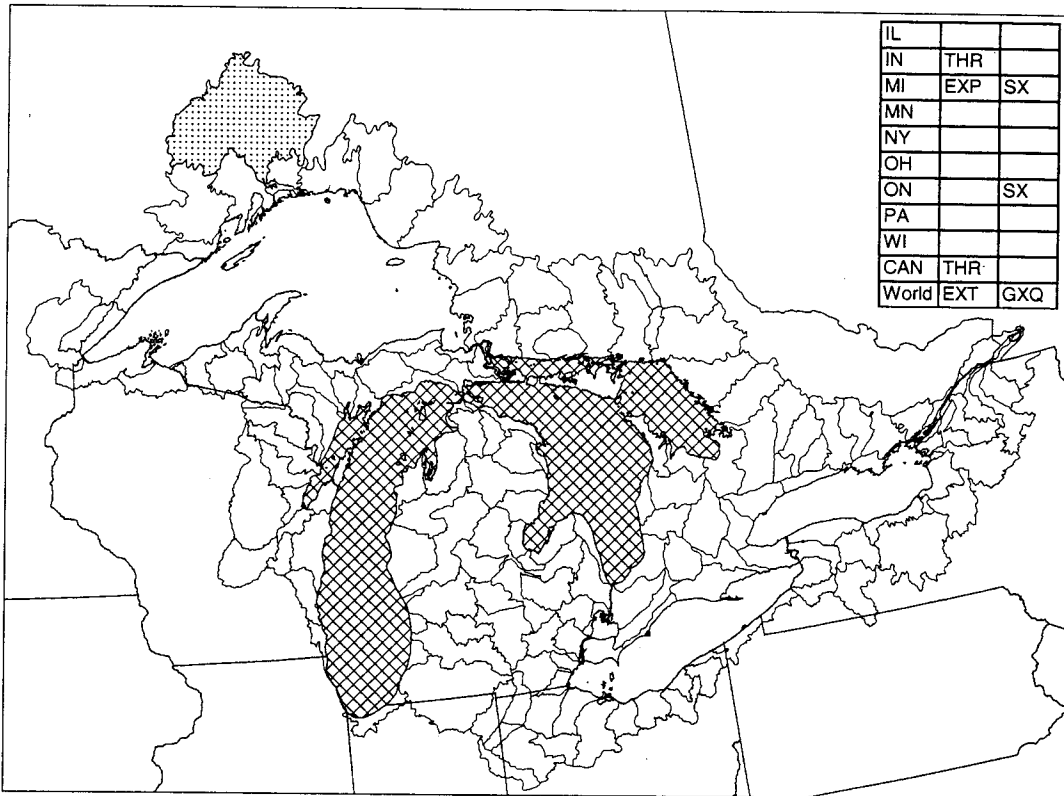 IL
IN THR
MI EXP SX
MN
NY
OH
ON SX
PA
WI
CAN THR
World EXT GXQ